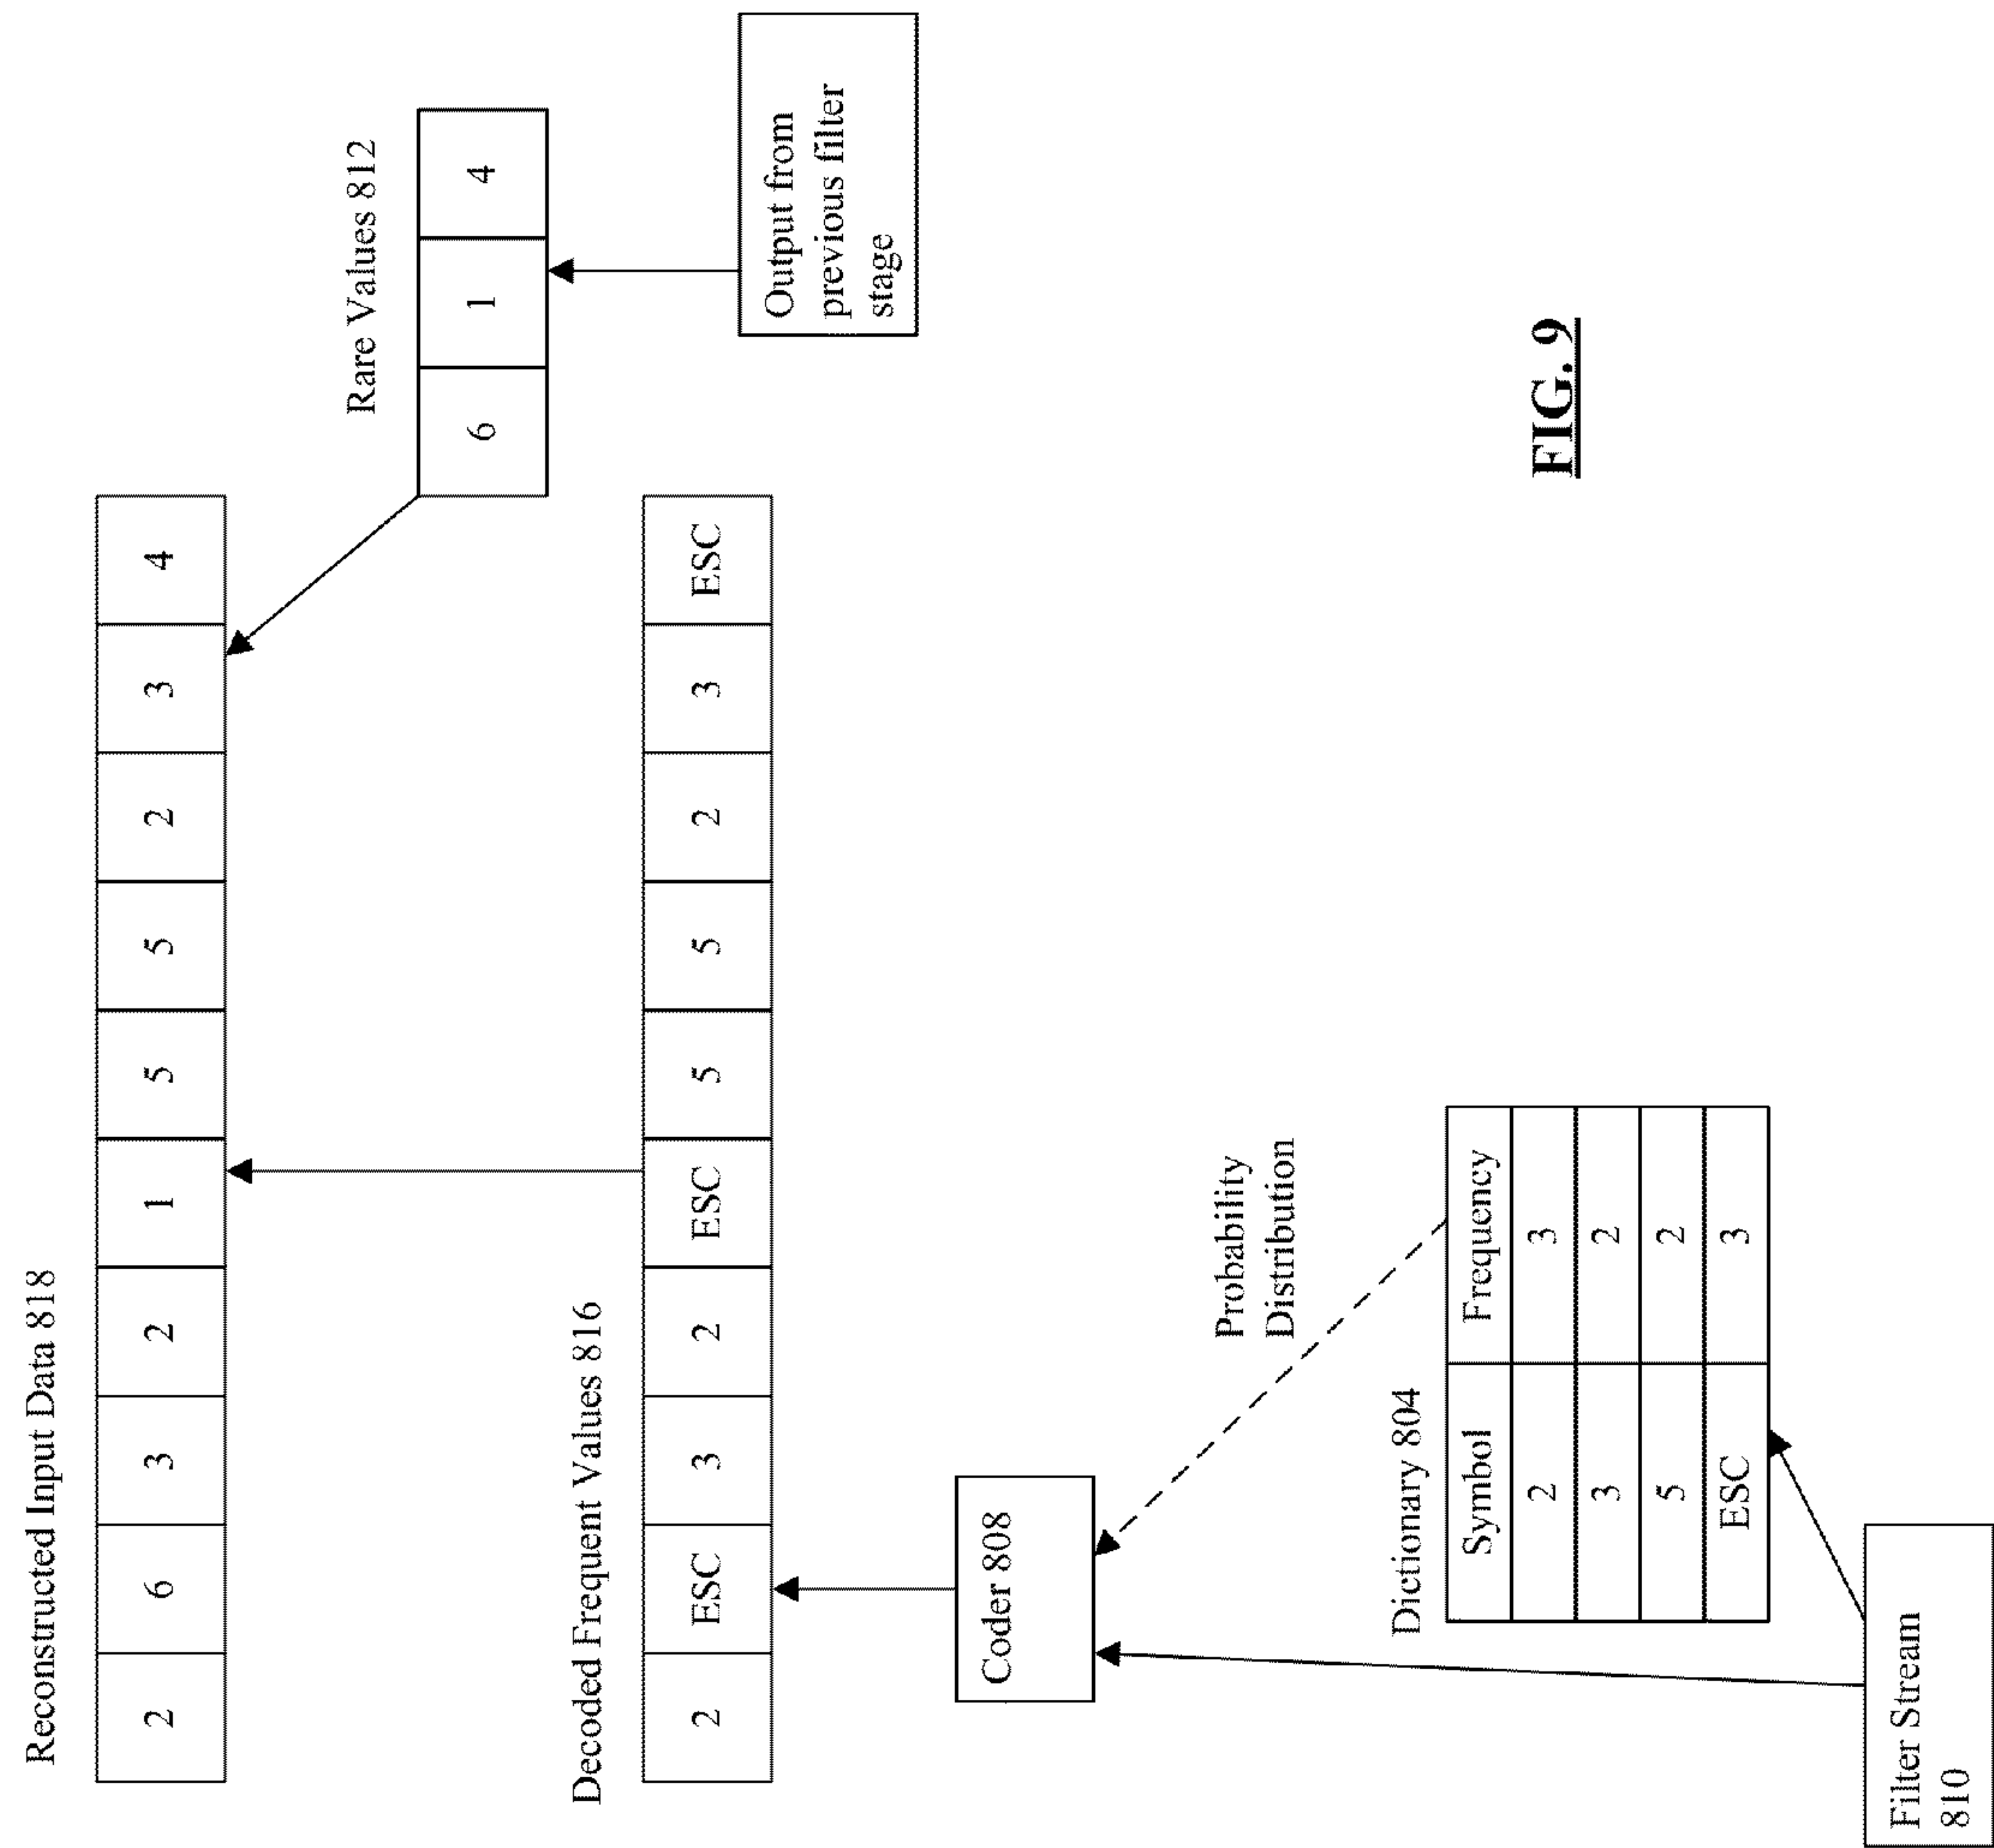 Reconstructed Input Data 818
2 6 3 2 1 5 5 2 3 4
Rare Values 812
6 1 4
Decoded Frequent Values 816
2 ESC 3 2 ESC 5 5 2 3 ESC
Output from
previous filter
stage
Coder 808
Probability
Distribution
Dictionary 804
Symbol Frequency
2 3
3 2
5 2
ESC 3
Filter Stream
810
FIG. 9